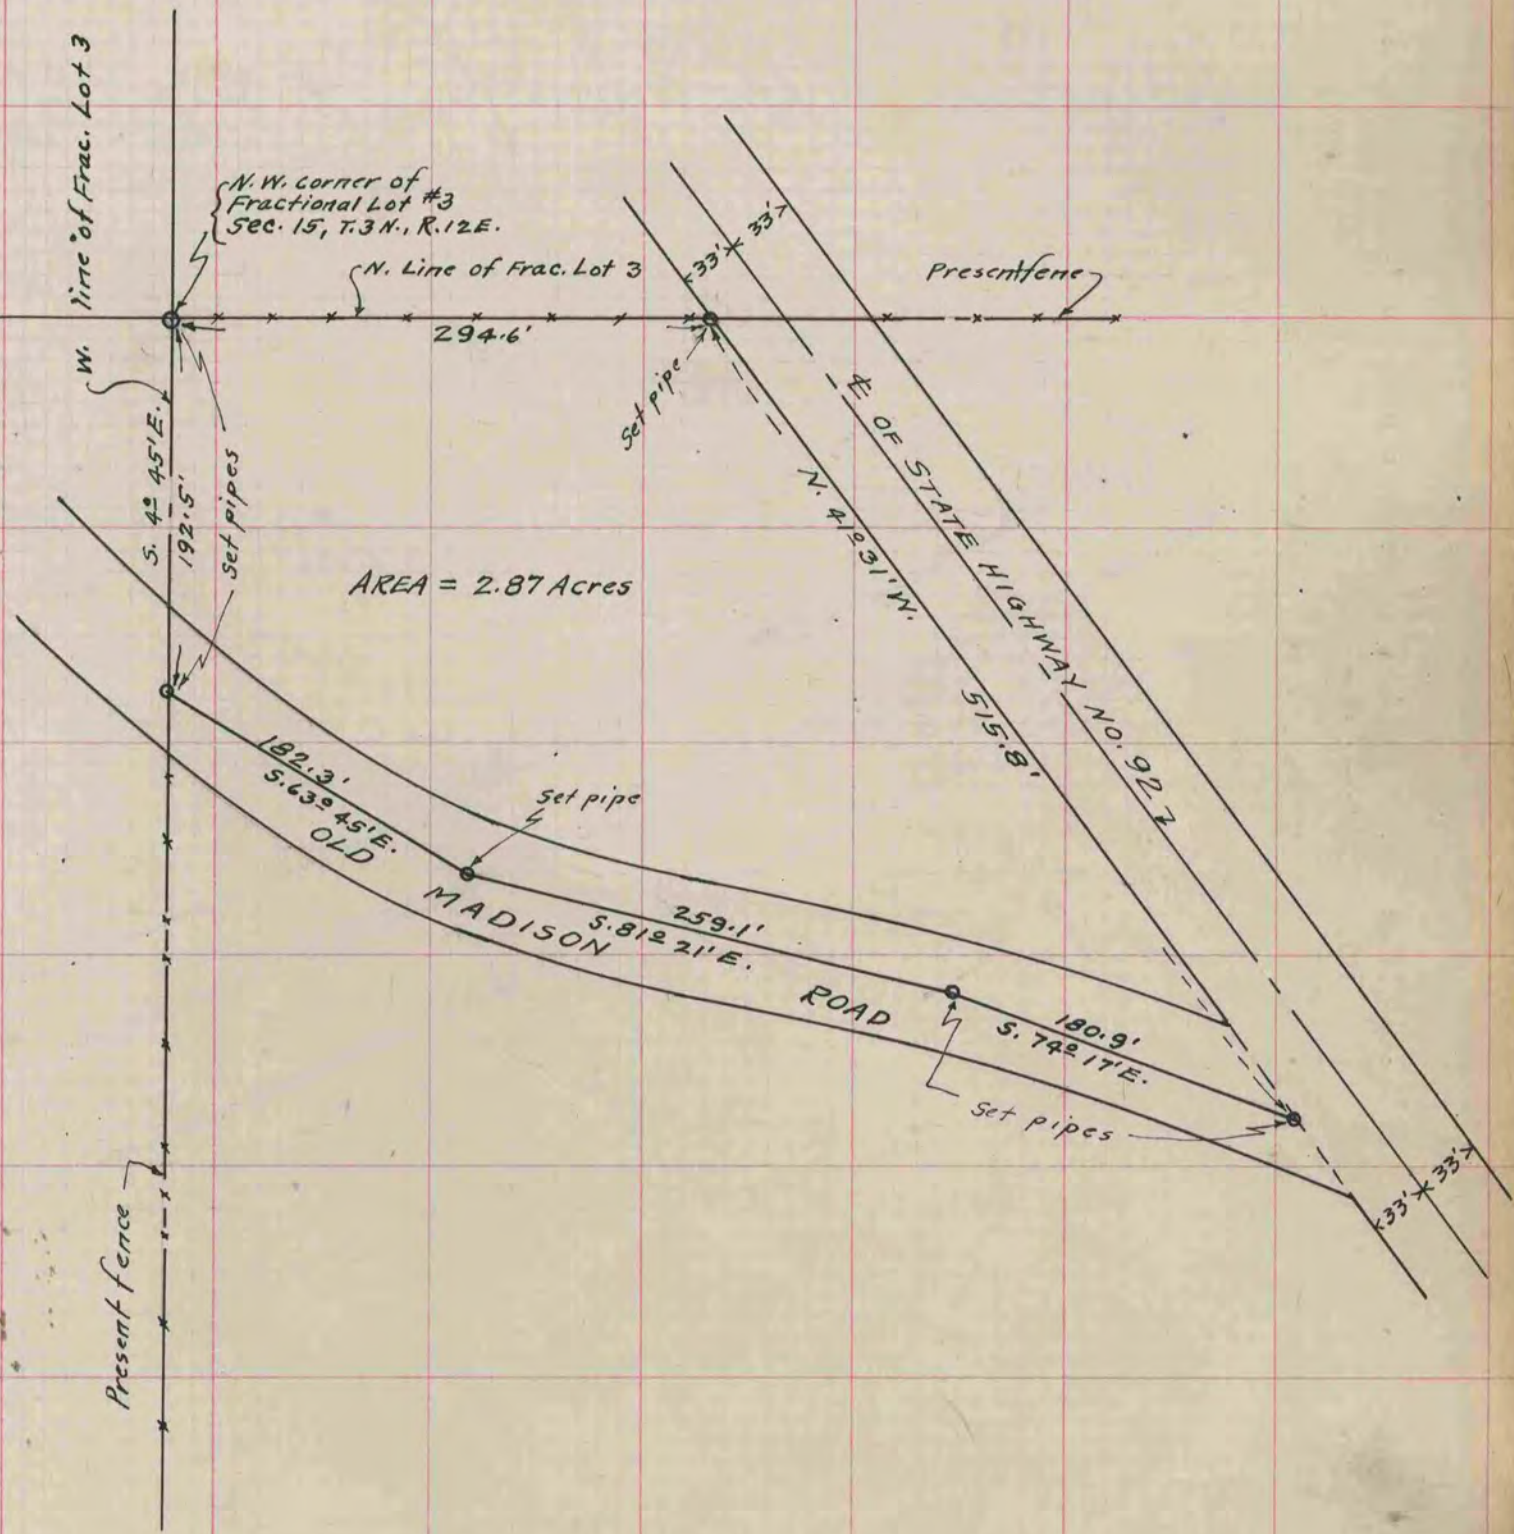 W. line of Frac. Lot 3
N.W. corner of
Fractional Lot #3
Sec. 15, T.3N., R.12E.
N. Line of Frac. Lot 3
294.6'
33'
33'
Present fene
Set pipe
S. 4° 45' E.
192.5'
Set pipes
AREA = 2.87 Acres
N. 41° 31' W.
515.8'
℄ OF STATE HIGHWAY NO. 92
182.3'
S. 63° 45' E.
Set pipe
259.1'
S. 81° 21' E.
180.9'
S. 74° 17' E.
OLD MADISON ROAD
Set pipes
33'
33'
Present fence